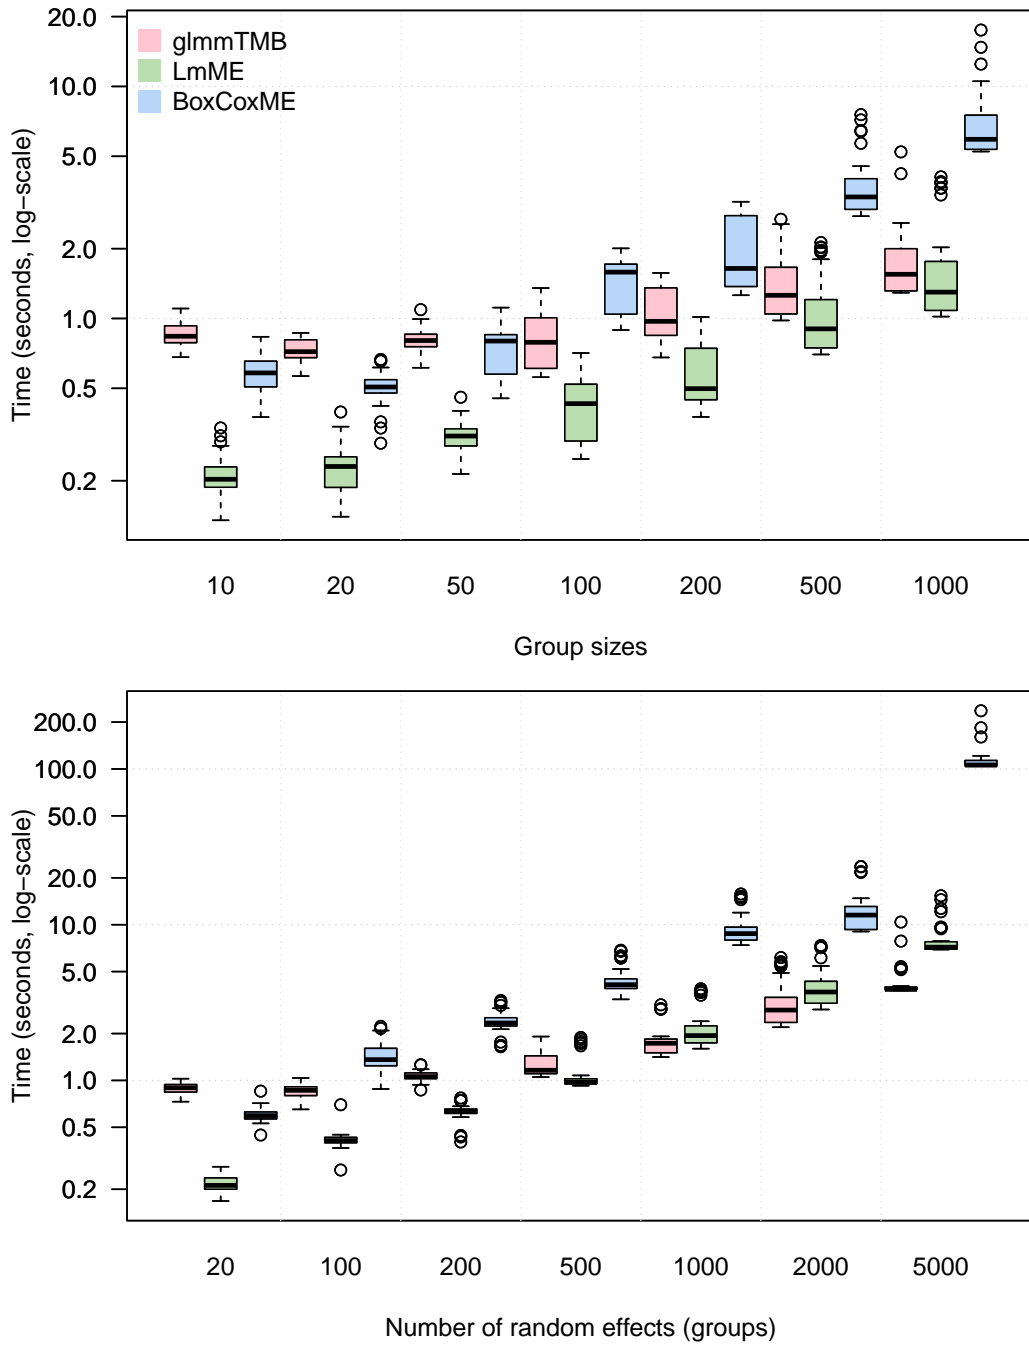 20.0
10.0
5.0
2.0
1.0
0.5
0.2
Time (seconds, log−scale)
glmmTMB
LmME
BoxCoxME
10 20 50 100 200 500 1000
Group sizes
200.0
100.0
50.0
20.0
10.0
5.0
2.0
1.0
0.5
0.2
Time (seconds, log−scale)
20 100 200 500 1000 2000 5000
Number of random effects (groups)